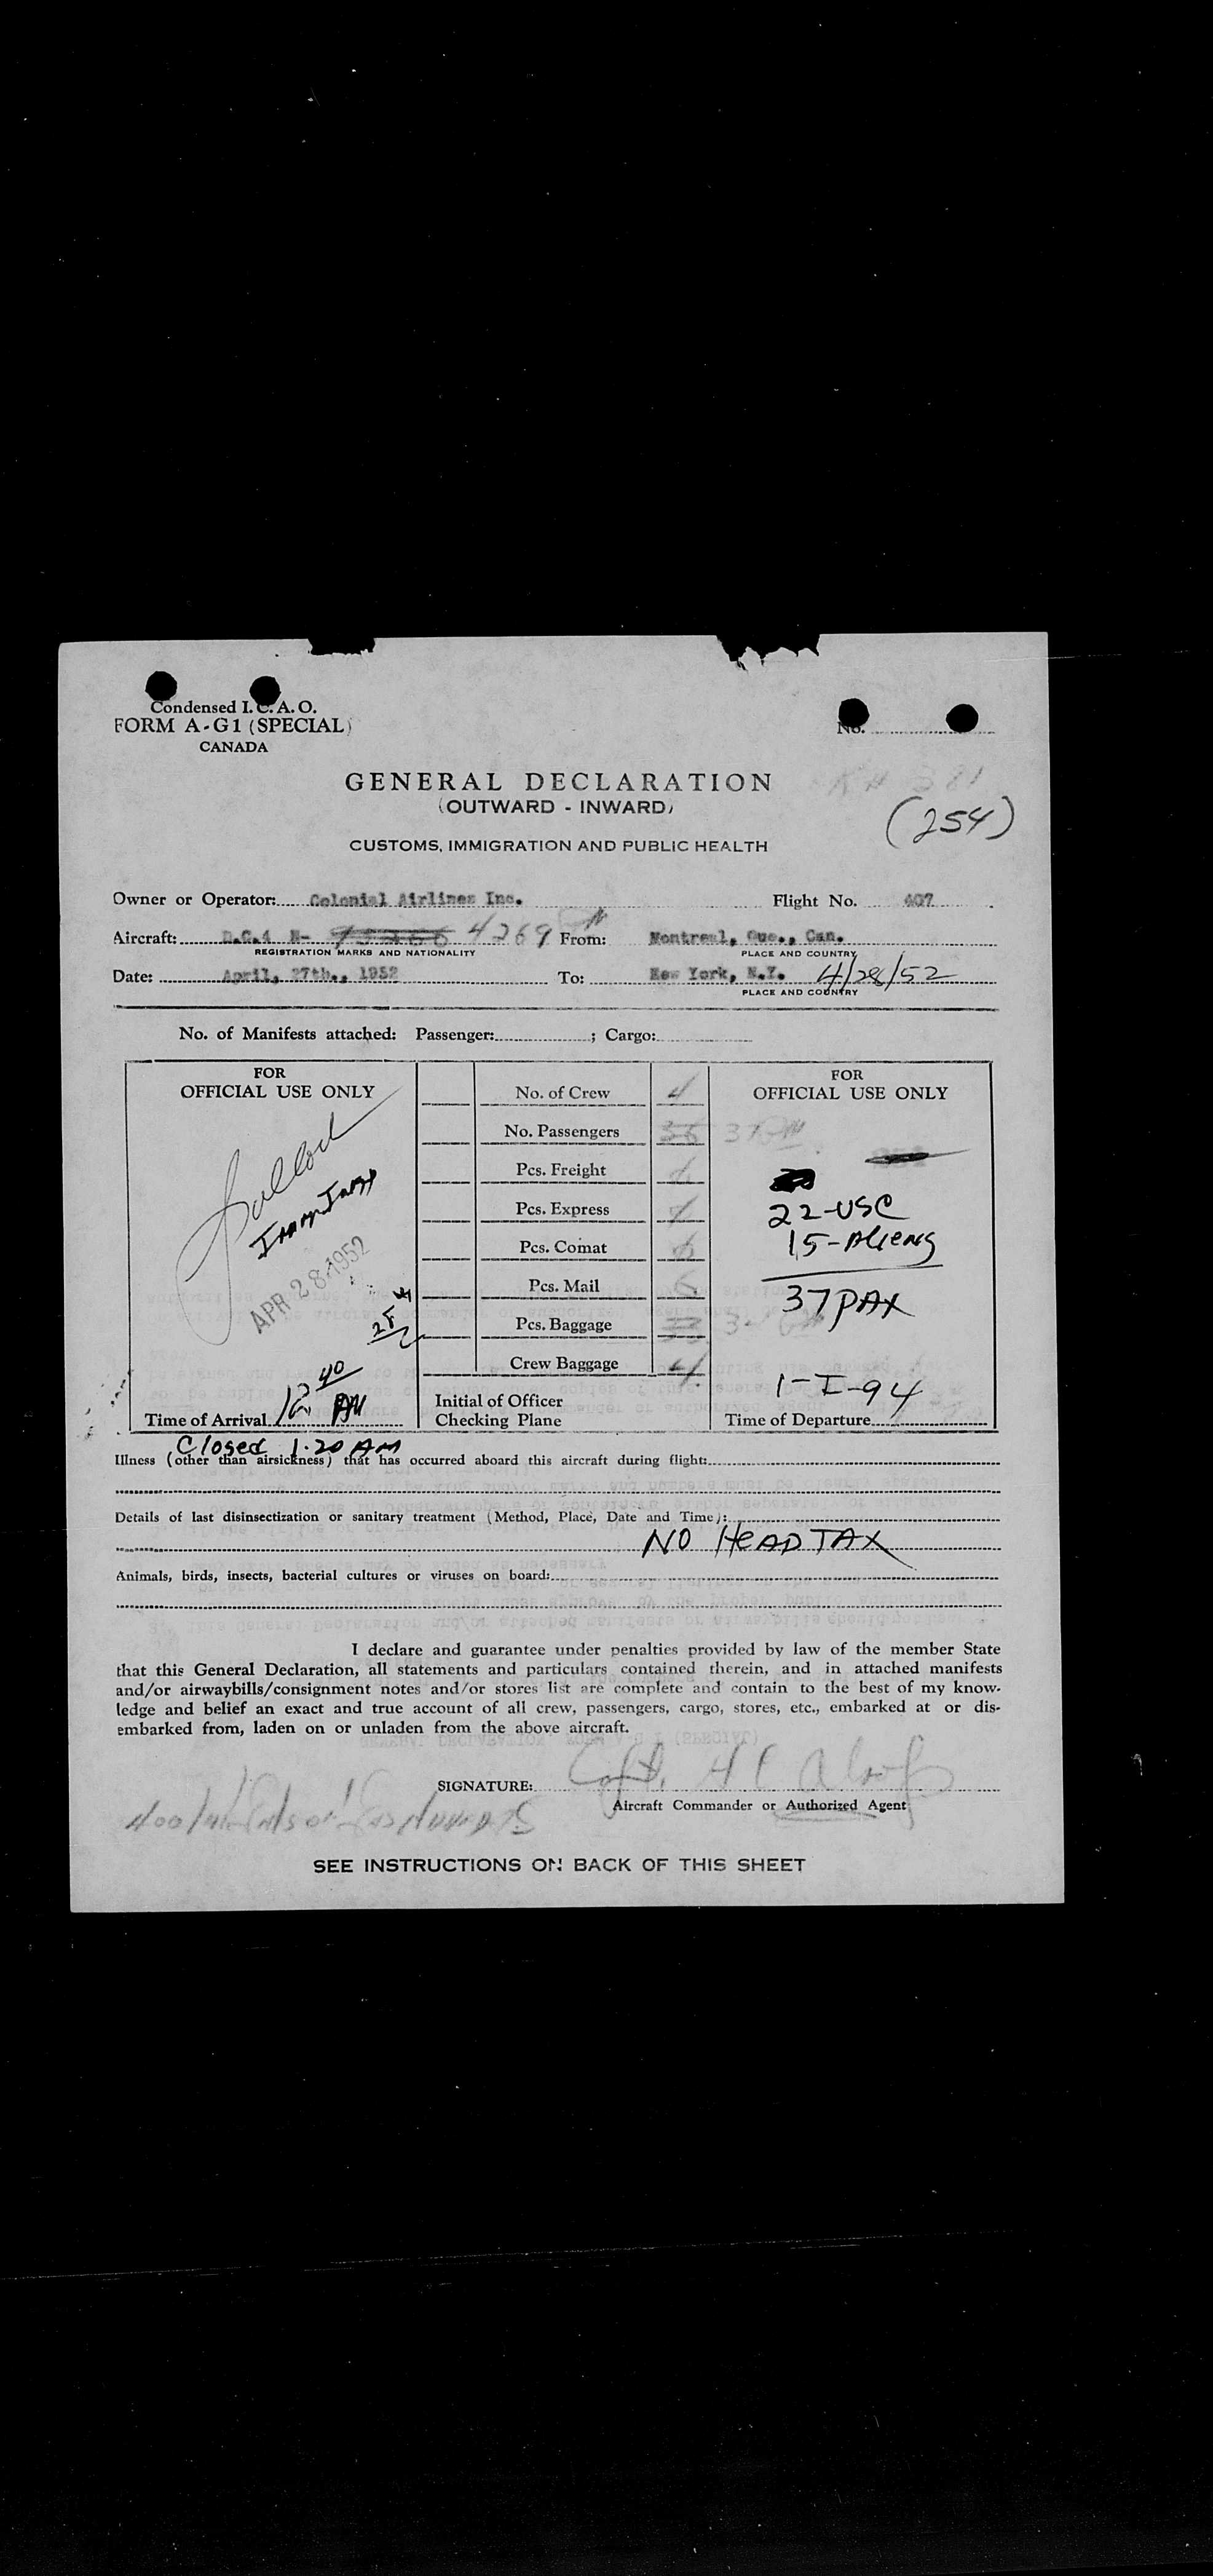 Condensed I.C.A.O.
FORM A-G1 (SPECIAL)
CANADA
No.
GENERAL DECLARATION
(OUTWARD - INWARD)
(254)
CUSTOMS, IMMIGRATION AND PUBLIC HEALTH
Owner or Operator: Colonial Airlines Inc. Flight No. 407
Aircraft: D.C.4 N- 4269 From: Montreal, Que., Can.
REGISTRATION MARKS AND NATIONALITY PLACE AND COUNTRY
Date: April, 27th., 1952 To: New York, N.Y. 4/28/52
PLACE AND COUNTRY
No. of Manifests attached: Passenger: ; Cargo:
FOR
OFFICIAL USE ONLY
Immy Insp
APR 28 1952
Time of Arrival 12 40 AM
Closed 1.20 AM
No. of Crew 4
No. Passengers
Pcs. Freight
Pcs. Express
Pcs. Comat
Pcs. Mail
Pcs. Baggage
Crew Baggage 4
Initial of Officer
Checking Plane
FOR
OFFICIAL USE ONLY
22-USC
15-Aliens
37 PAX
1-I-94
Time of Departure
Illness (other than airsickness) that has occurred aboard this aircraft during flight:
Details of last disinsectization or sanitary treatment (Method, Place, Date and Time):
NO HEAD TAX
Animals, birds, insects, bacterial cultures or viruses on board:
I declare and guarantee under penalties provided by law of the member State
that this General Declaration, all statements and particulars contained therein, and in attached manifests
and/or airwaybills/consignment notes and/or stores list are complete and contain to the best of my know-
ledge and belief an exact and true account of all crew, passengers, cargo, stores, etc., embarked at or dis-
embarked from, laden on or unladen from the above aircraft.
SIGNATURE: Capt.
Aircraft Commander or Authorized Agent
SEE INSTRUCTIONS ON BACK OF THIS SHEET